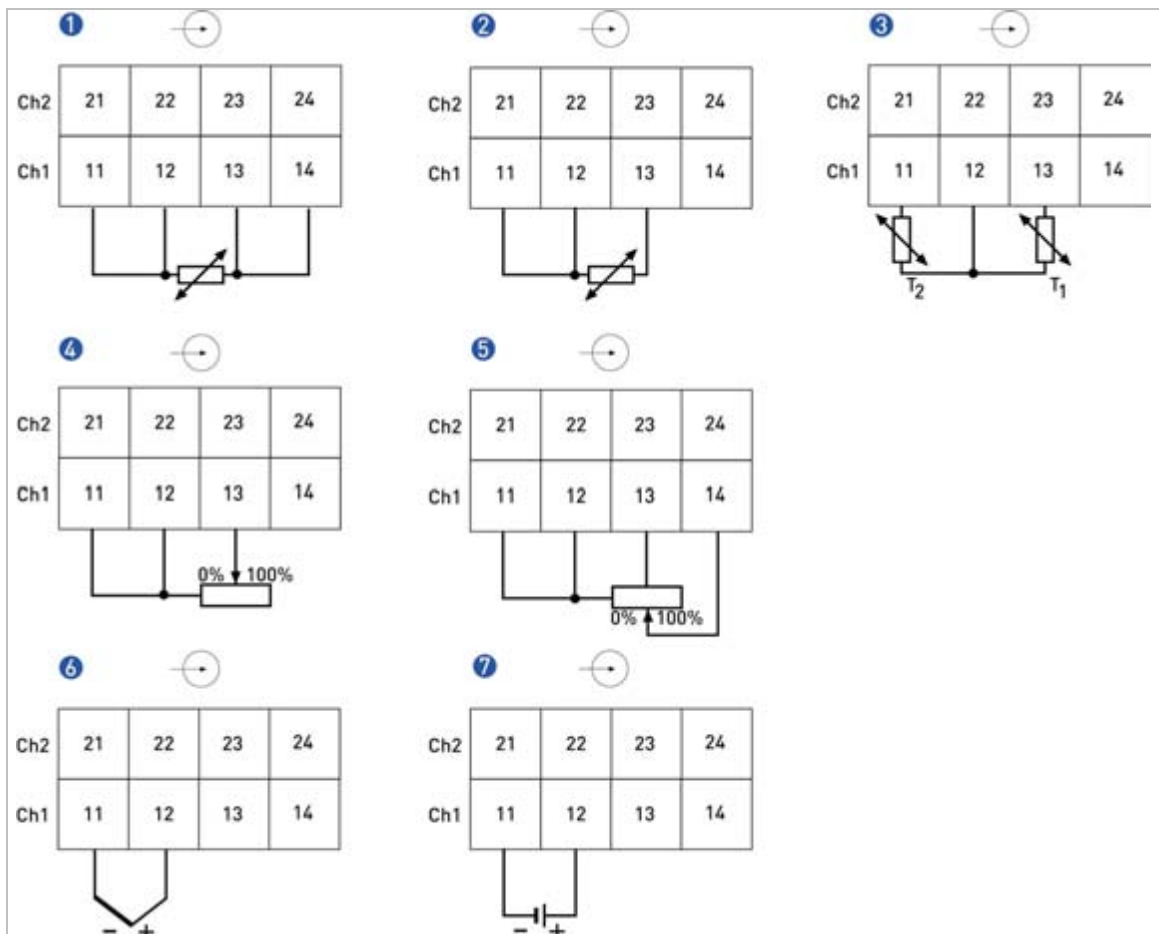 1 2 3
Ch2 21 22 23 24 Ch2 21 22 23 24 Ch2 21 22 23 24
Ch1 11 12 13 14 Ch1 11 12 13 14 Ch1 11 12 13 14
T2 T1
4 5
Ch2 21 22 23 24 Ch2 21 22 23 24
Ch1 11 12 13 14 Ch1 11 12 13 14
0% 100%
0% 100%
6 7
Ch2 21 22 23 24 Ch2 21 22 23 24
Ch1 11 12 13 14 Ch1 11 12 13 14
- + - +